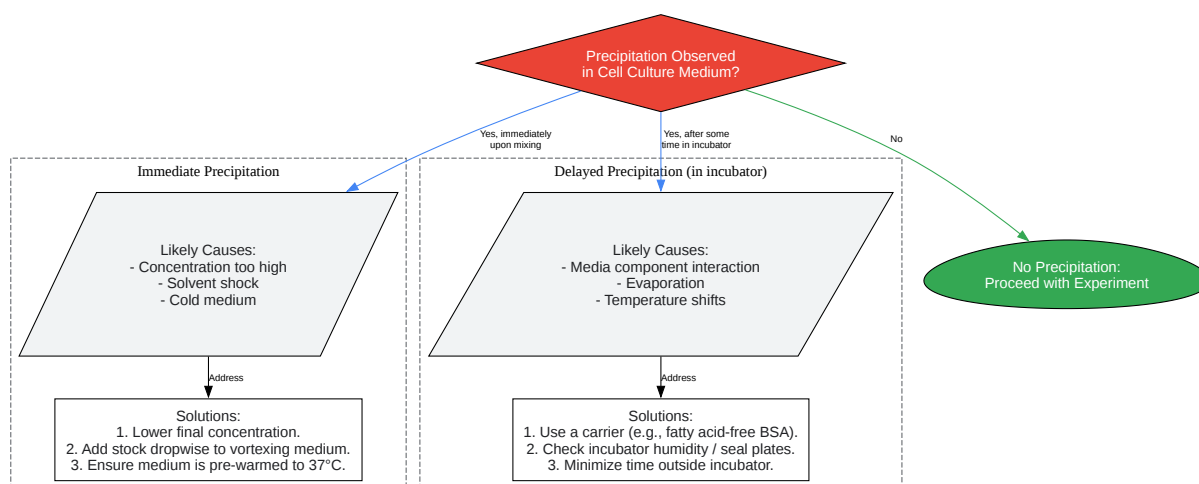 Precipitation Observed
in Cell Culture Medium?
Yes, immediately
upon mixing
Yes, after some
time in incubator
No
Immediate Precipitation
Likely Causes:
- Concentration too high
- Solvent shock
- Cold medium
Address
Solutions:
1. Lower final concentration.
2. Add stock dropwise to vortexing medium.
3. Ensure medium is pre-warmed to 37°C.
Delayed Precipitation (in incubator)
Likely Causes:
- Media component interaction
- Evaporation
- Temperature shifts
Address
Solutions:
1. Use a carrier (e.g., fatty acid-free BSA).
2. Check incubator humidity / seal plates.
3. Minimize time outside incubator.
No Precipitation:
Proceed with Experiment